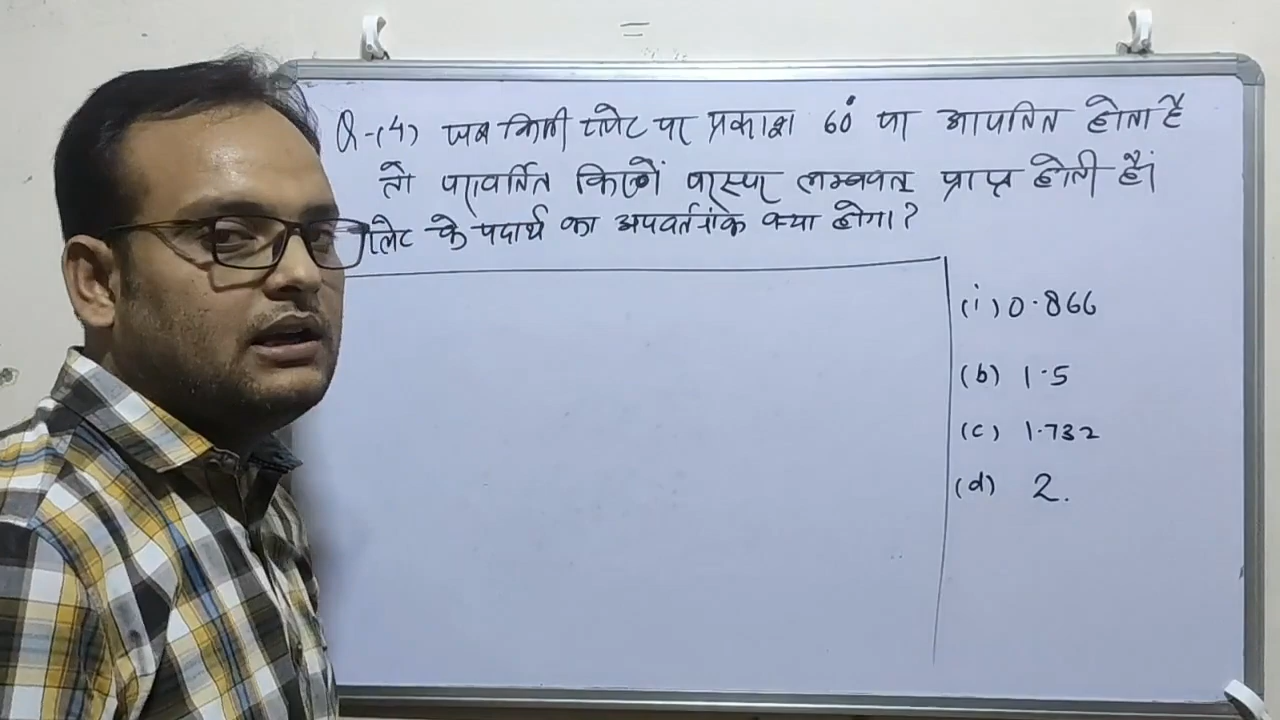 Q-(4) जब किसी प्लेट पर प्रकाश 60° पर आपतित होता है
तो परावर्तित किरणें परस्पर लम्बवत प्राप्त होती हैं।
प्लेट के पदार्थ का अपवर्तनांक क्या होगा?
(i) 0.866
(b) 1.5
(c) 1.732
(d) 2.